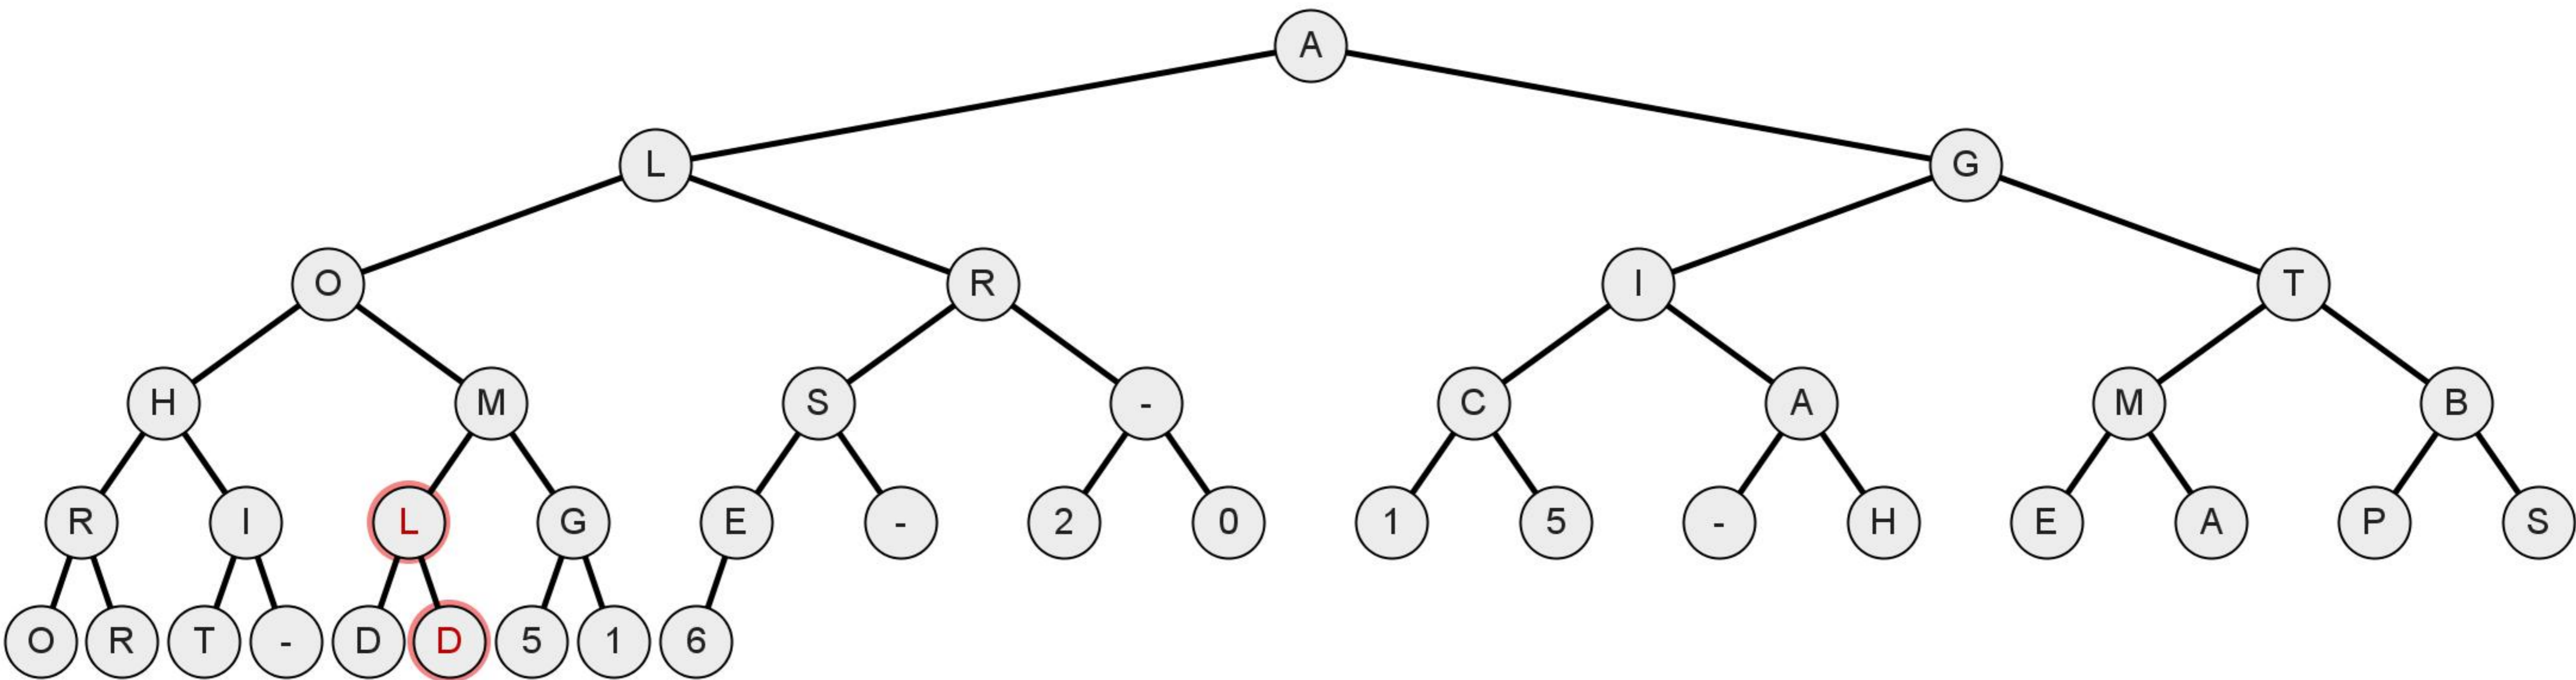 A
L G
O R I T
H M S - C A M B
R I L G E - 2 0 1 5 - H E A P S
O R T - D D 5 1 6